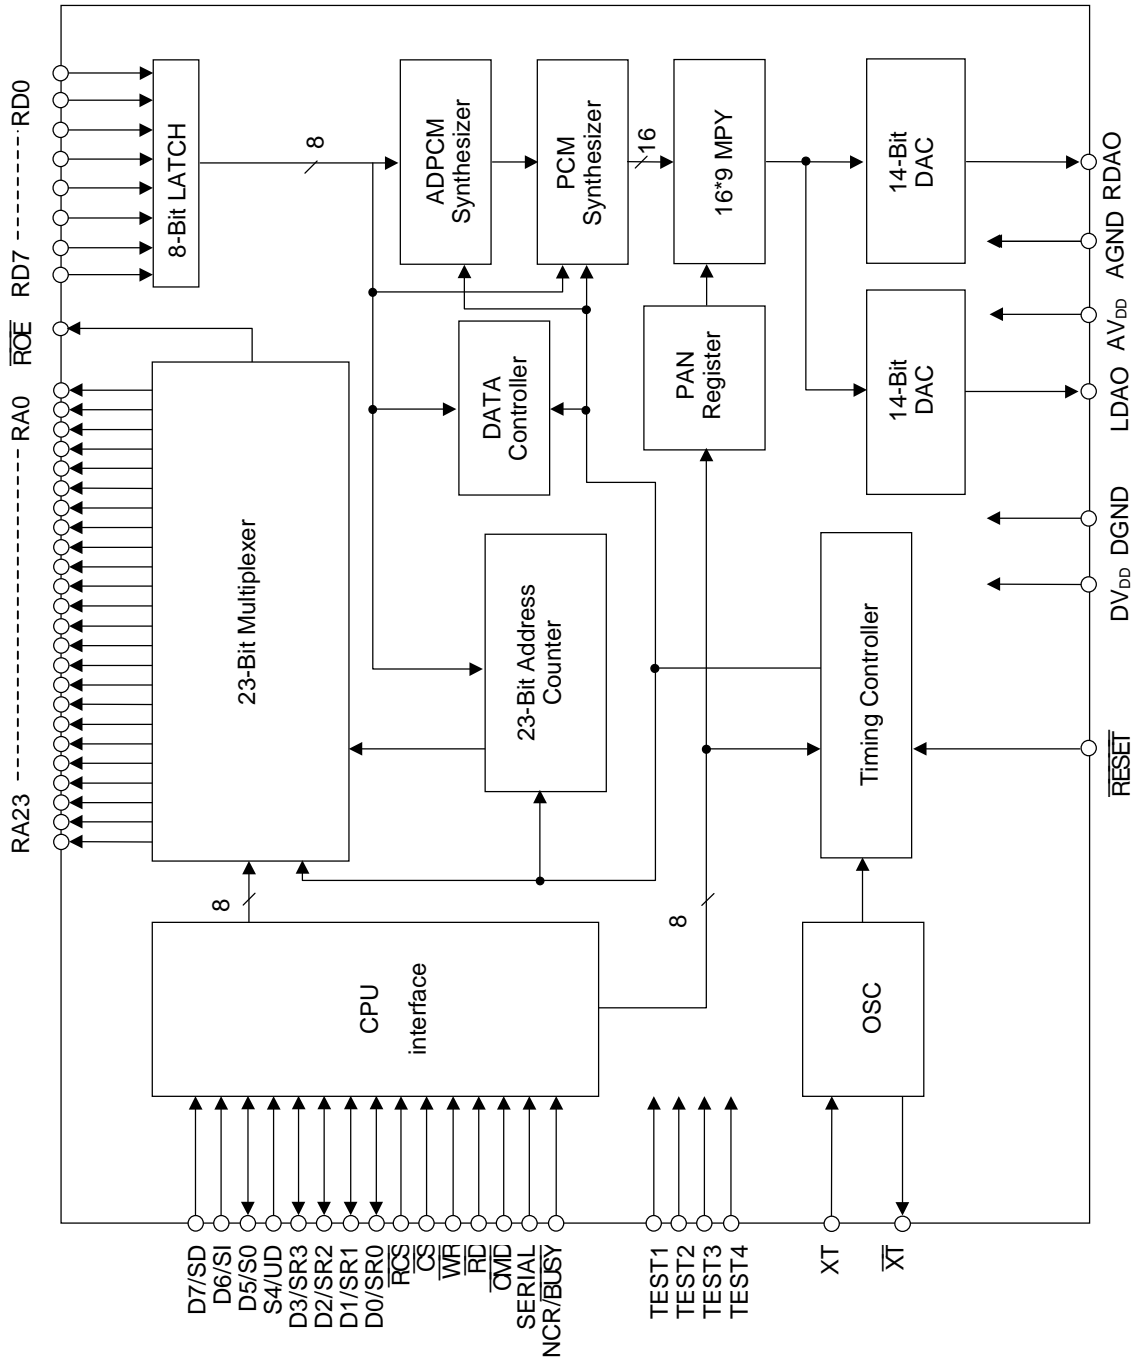 RD7
RD0
ROE
RA23
RA0
8-Bit LATCH
8
ADPCM
Synthesizer
PCM
Synthesizer
16
16*9 MPY
14-Bit
DAC
RDAO
AGND
AVDD
14-Bit
DAC
LDAO
PAN
Register
DATA
Controller
23-Bit Multiplexer
23-Bit Address
Counter
Timing Controller
DGND
DVDD
RESET
8
8
CPU
interface
OSC
D7/SD
D6/SI
D5/S0
S4/UD
D3/SR3
D2/SR2
D1/SR1
D0/SR0
RCS
CS
WR
RD
CMD
SERIAL
NCR/BUSY
TEST1
TEST2
TEST3
TEST4
XT
XT